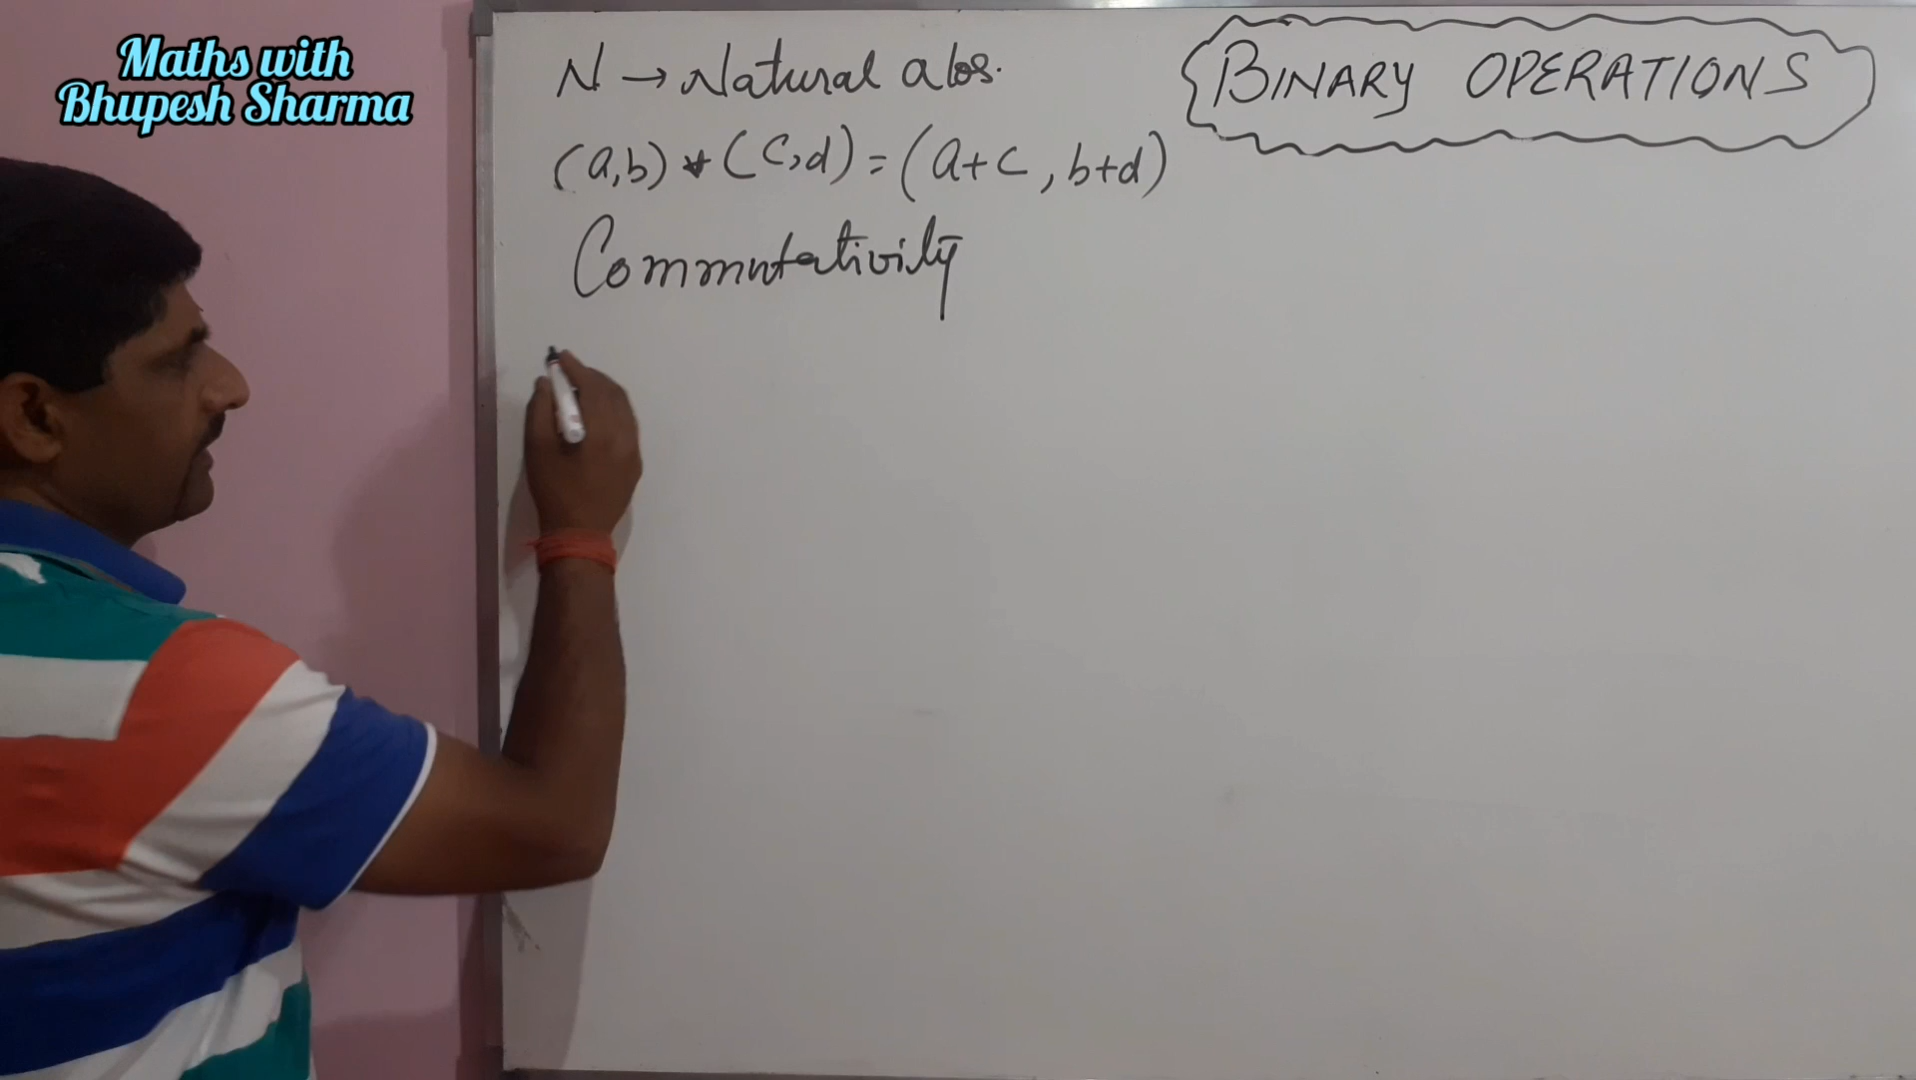 Maths with
Bhupesh Sharma
N → Natural nos.
(a,b) * (c,d) = (a+c, b+d)
Commutativity
BINARY OPERATIONS